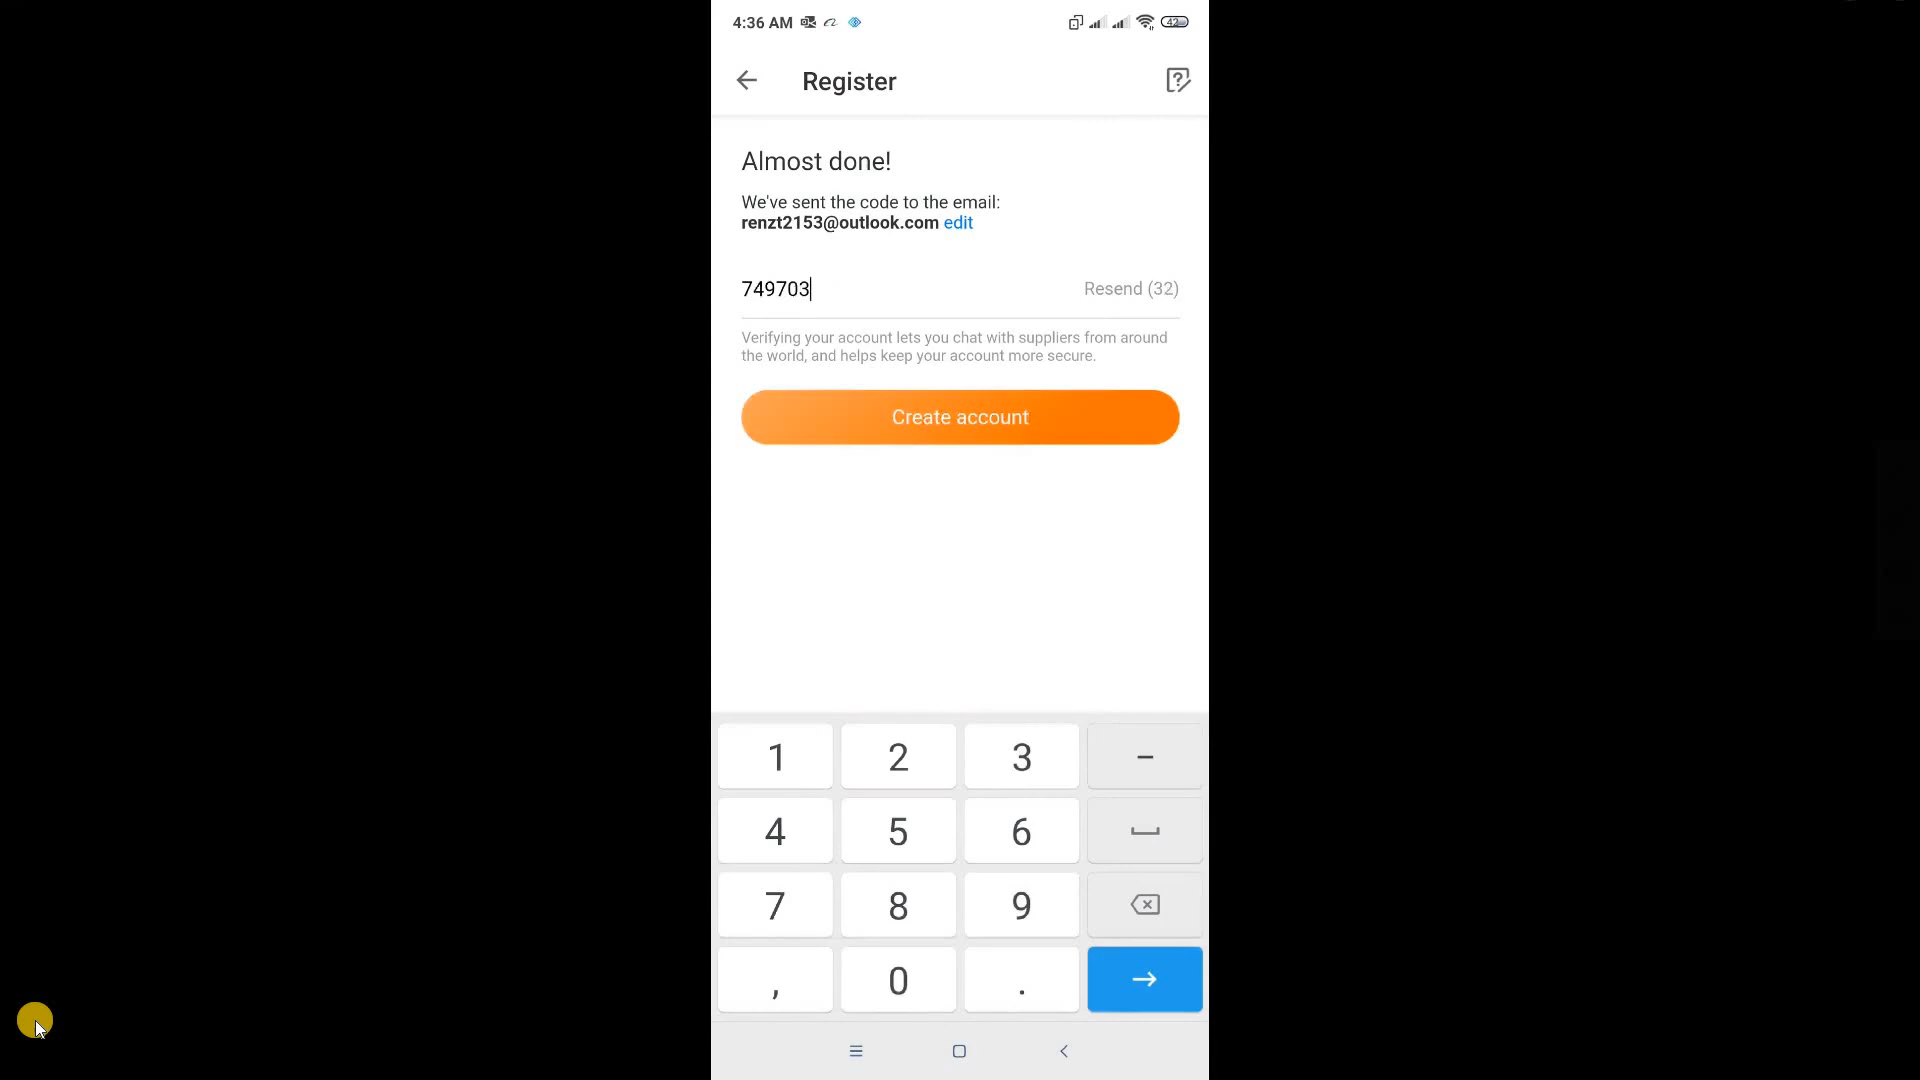 4:36 AM
42
Register
Almost done!
We've sent the code to the email:
renzt2153@outlook.com edit
749703
Resend (32)
Verifying your account lets you chat with suppliers from around
the world, and helps keep your account more secure.
Create account
1 2 3 -
4 5 6
7 8 9
, 0 .